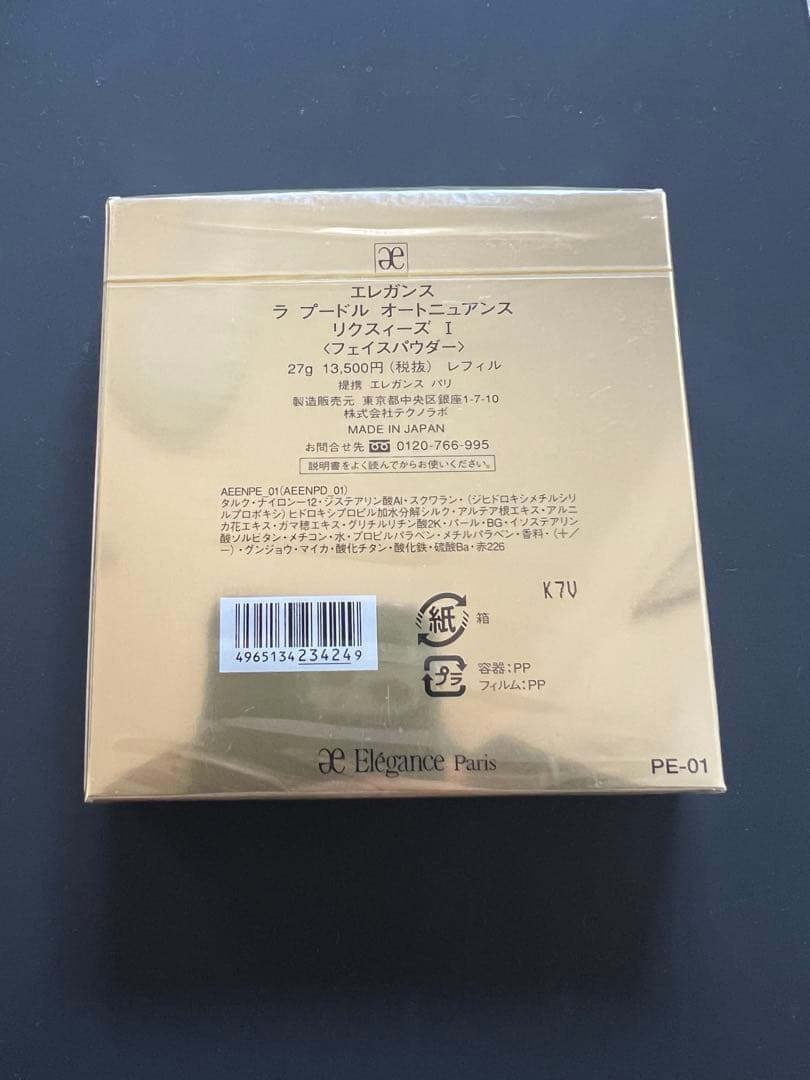 æ
エレガンス
ラ プードル オートニュアンス
リクスィーズ I
〈フェイスパウダー〉
27g 13,500円(税抜) レフィル
提携 エレガンス パリ
製造販売元 東京都中央区銀座1-7-10
株式会社テクノラボ
MADE IN JAPAN
お問合せ先 0120-766-995
説明書をよく読んでからお使いください。
AEENPE_01(AEENPD_01)
タルク・ナイロン-12・ジステアリン酸Al・スクワラン・(ジヒドロキシメチルシリ
ルプロポキシ)ヒドロキシプロピル加水分解シルク・アルテア根エキス・アルニ
カ花エキス・ガマ穂エキス・グリチルリチン酸2K・パール・BG・イソステアリン
酸ソルビタン・メチコン・水・プロピルパラベン・メチルパラベン・香料・(+/
-)・グンジョウ・マイカ・酸化チタン・酸化鉄・硫酸Ba・赤226
K7V
紙 箱
4965134234249
プラ 容器:PP
フィルム:PP
æ Elégance Paris
PE-01